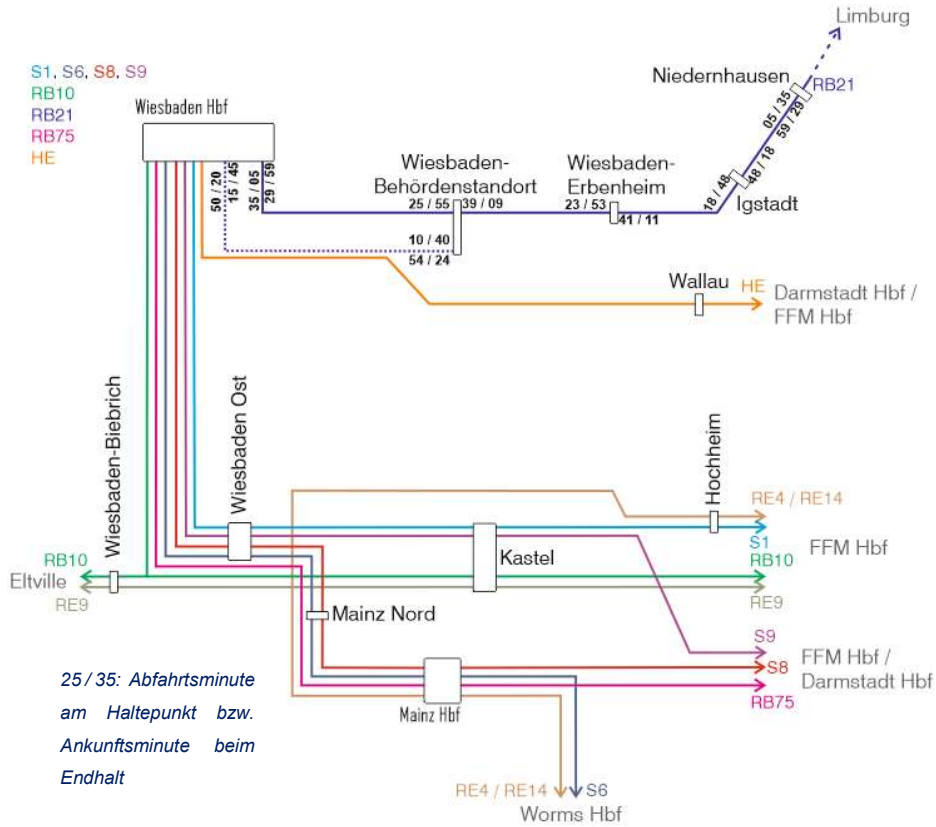 Limburg
S1, S6, S8, S9
RB10
RB21
RB75
HE
Wiesbaden Hbf
Niedernhausen
RB21
05 / 35
59 / 29
50 / 20
15 / 45
35 / 05
29 / 59
Wiesbaden-
Behördenstandort
25 / 55
39 / 09
10 / 40
54 / 24
Wiesbaden-
Erbenheim
23 / 53
41 / 11
18 / 48
48 / 18
Igstadt
Wallau
HE
Darmstadt Hbf /
FFM Hbf
Wiesbaden-Biebrich
Wiesbaden Ost
Hochheim
RE4 / RE14
S1
FFM Hbf
RB10
Eltville
RE9
Kastel
RB10
RE9
Mainz Nord
S9
S8
FFM Hbf /
Darmstadt Hbf
RB75
Mainz Hbf
25 / 35: Abfahrtsminute
am Haltepunkt bzw.
Ankunftsminute beim
Endhalt
RE4 / RE14
S6
Worms Hbf